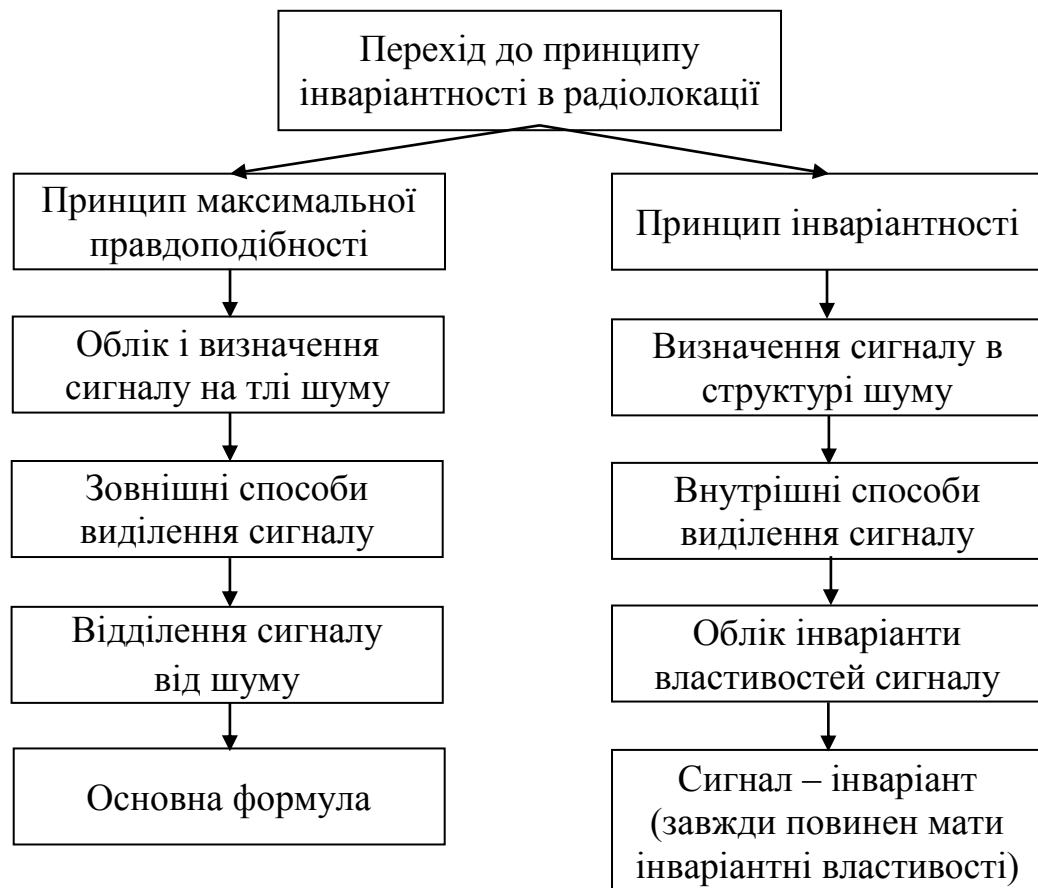 Перехід до принципу
інваріантності в радіолокації
Принцип максимальної
правдоподібності
Облік і визначення
сигналу на тлі шуму
Зовнішні способи
виділення сигналу
Відділення сигналу
від шуму
Основна формула
Принцип інваріантності
Визначення сигналу в
структурі шуму
Внутрішні способи
виділення сигналу
Облік інваріанти
властивостей сигналу
Сигнал – інваріант
(завжди повинен мати
інваріантні властивості)